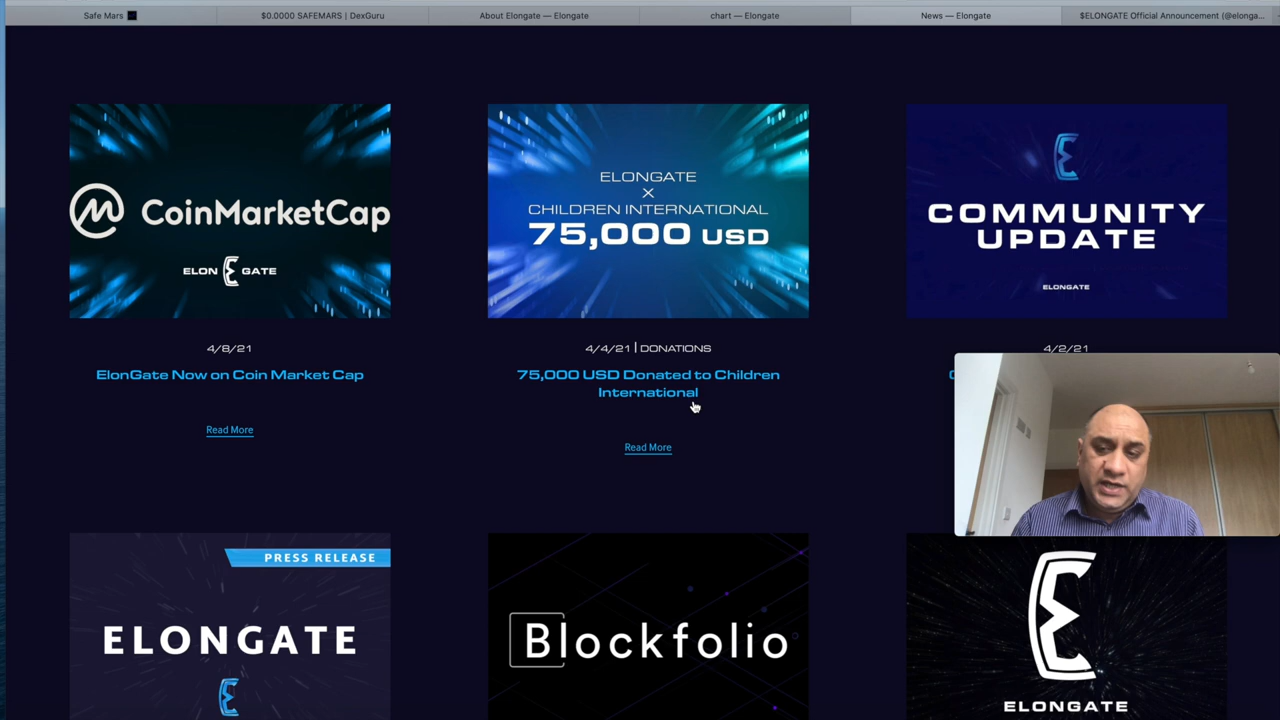 Safe Mars
$0.0000 SAFEMARS | DexGuru
About Elongate — Elongate
chart — Elongate
News — Elongate
$ELONGATE Official Announcement (@elonga...
CoinMarketCap
ELON GATE
4/8/21
ElonGate Now on Coin Market Cap
Read More
ELONGATE
X
CHILDREN INTERNATIONAL
75,000 USD
4/4/21 | DONATIONS
75,000 USD Donated to Children
International
Read More
COMMUNITY
UPDATE
ELONGATE
4/2/21
PRESS RELEASE
ELONGATE
Blockfolio
ELONGATE